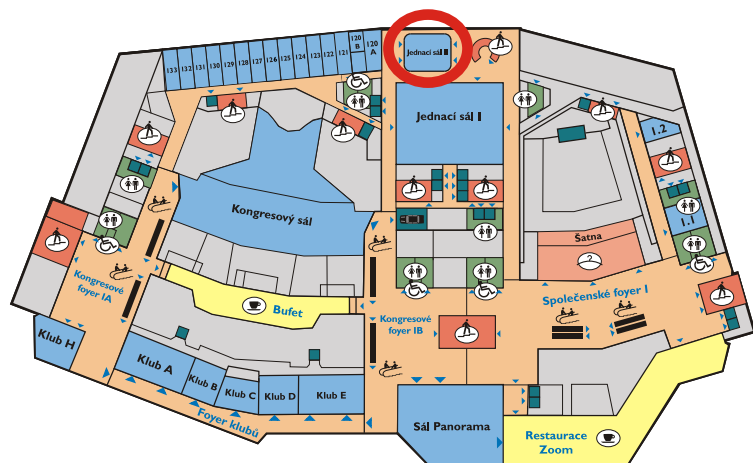 133
132
131
130
129
128
127
126
125
124
123
122
121
120
B
120
A
Jednací sál II
Jednací sál I
1.2
1.1
Kongresový sál
Šatna
2
Kongresové
foyer IA
Bufet
Kongresové
foyer IB
Společenské foyer I
Klub H
Klub A
Klub B
Klub C
Klub D
Klub E
Foyer klubů
Sál Panorama
Restaurace
Zoom